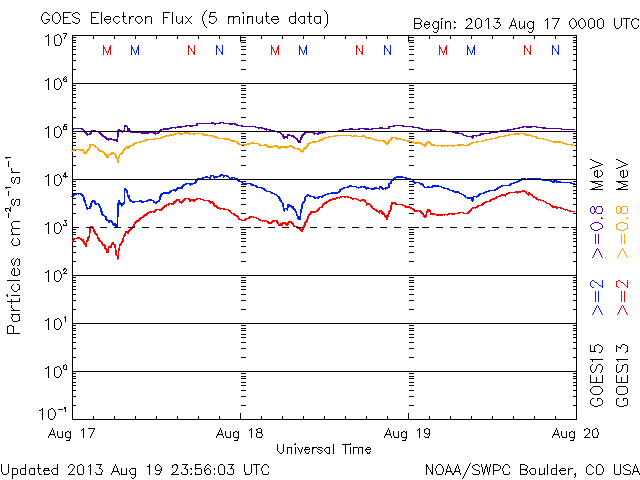 GOES Electron Flux (5 minute data)
Begin: 2013 Aug 17 0000 UTC
10⁷
M M N N M M N N M M N N
10⁶
10⁵
10⁴
10³
10²
10¹
10⁰
10⁻¹
Particles cm⁻²s⁻¹sr⁻¹
Aug 17 Aug 18 Aug 19 Aug 20
Universal Time
GOES15 >=2 >=0.8 MeV
GOES13 >=2 >=0.8 MeV
Updated 2013 Aug 19 23:56:03 UTC
NOAA/SWPC Boulder, CO USA